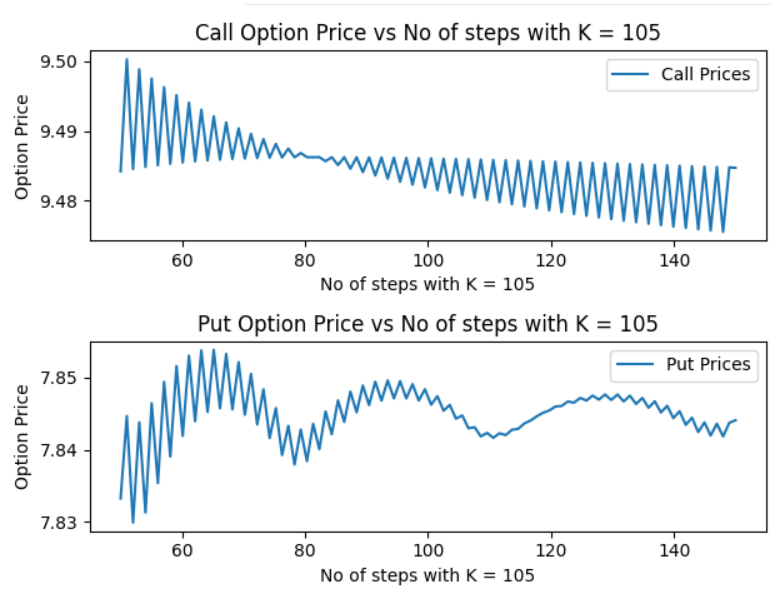 Call Option Price vs No of steps with K = 105
9.50
9.49
9.48
Option Price
Call Prices
60
80
100
120
140
No of steps with K = 105
Put Option Price vs No of steps with K = 105
7.85
7.84
7.83
Option Price
Put Prices
60
80
100
120
140
No of steps with K = 105